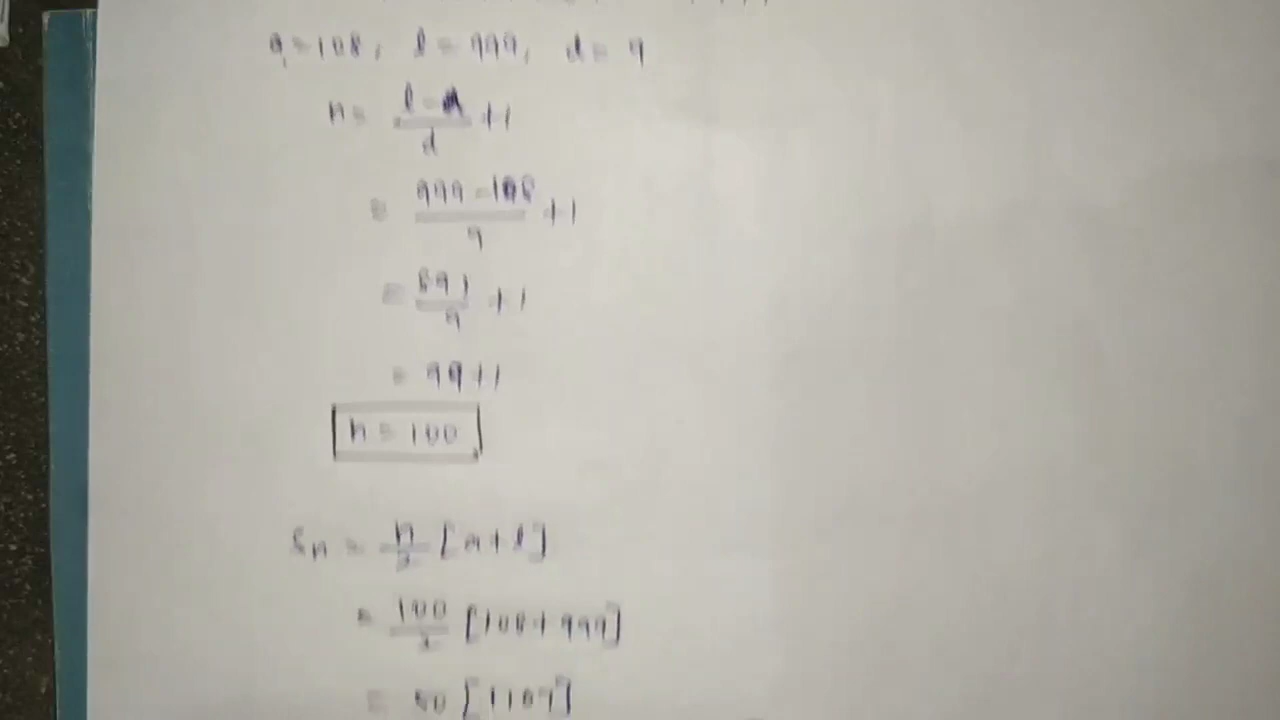 a = 108, l = 999, d = 9
n = l - a / d + 1
= 999 - 108 / 9 + 1
= 891 / 9 + 1
= 99 + 1
n = 100
Sn = n / 2 [a + l]
= 100 / 2 [108 + 999]
= 50 [1107]